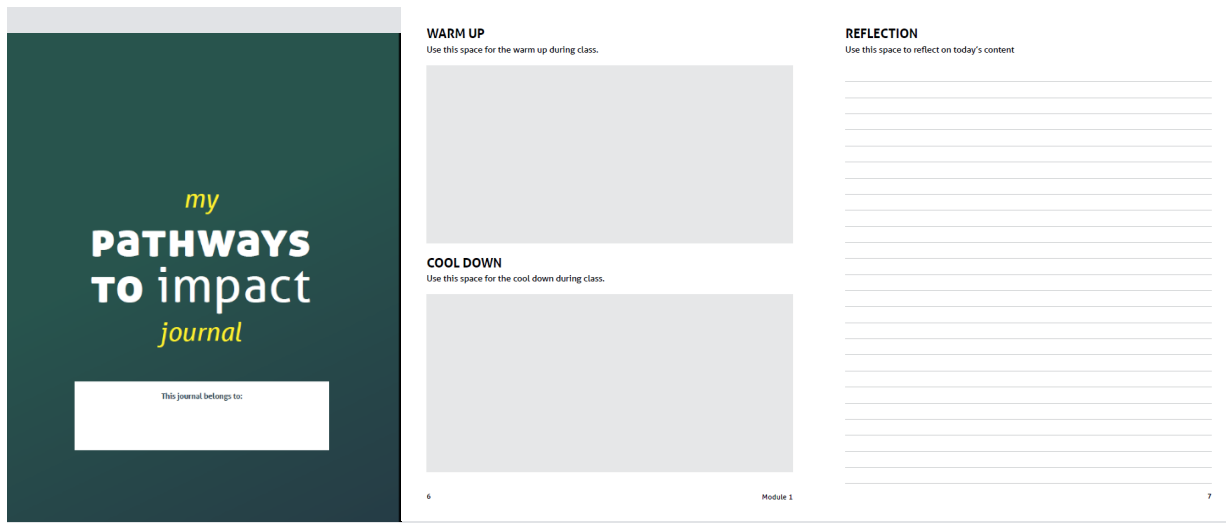 my
PaTHWaYS
TO impact
journal
This journal belongs to:
WARM UP
Use this space for the warm up during class.
COOL DOWN
Use this space for the cool down during class.
6
Module 1
REFLECTION
Use this space to reflect on today's content
7